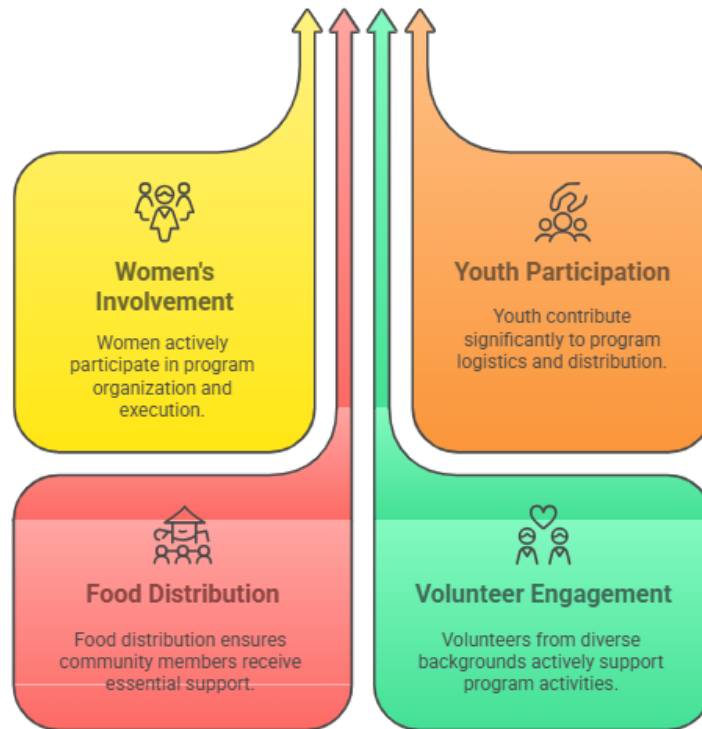 Women's
Involvement
Women actively
participate in program
organization and
execution.
Youth Participation
Youth contribute
significantly to program
logistics and distribution.
Food Distribution
Food distribution ensures
community members receive
essential support.
Volunteer Engagement
Volunteers from diverse
backgrounds actively support
program activities.